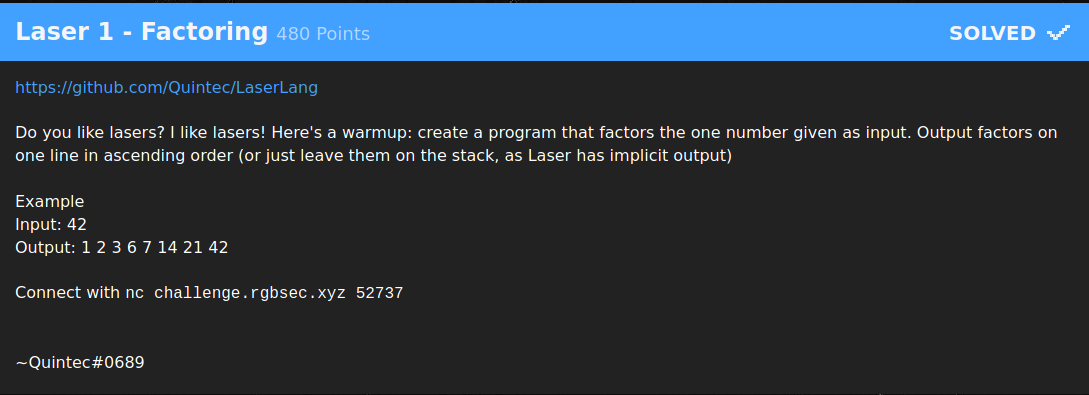 Laser 1 - Factoring 480 Points SOLVED
https://github.com/Quintec/LaserLang
Do you like lasers? I like lasers! Here's a warmup: create a program that factors the one number given as input. Output factors on
one line in ascending order (or just leave them on the stack, as Laser has implicit output)
Example
Input: 42
Output: 1 2 3 6 7 14 21 42
Connect with nc challenge.rgbsec.xyz 52737
~Quintec#0689